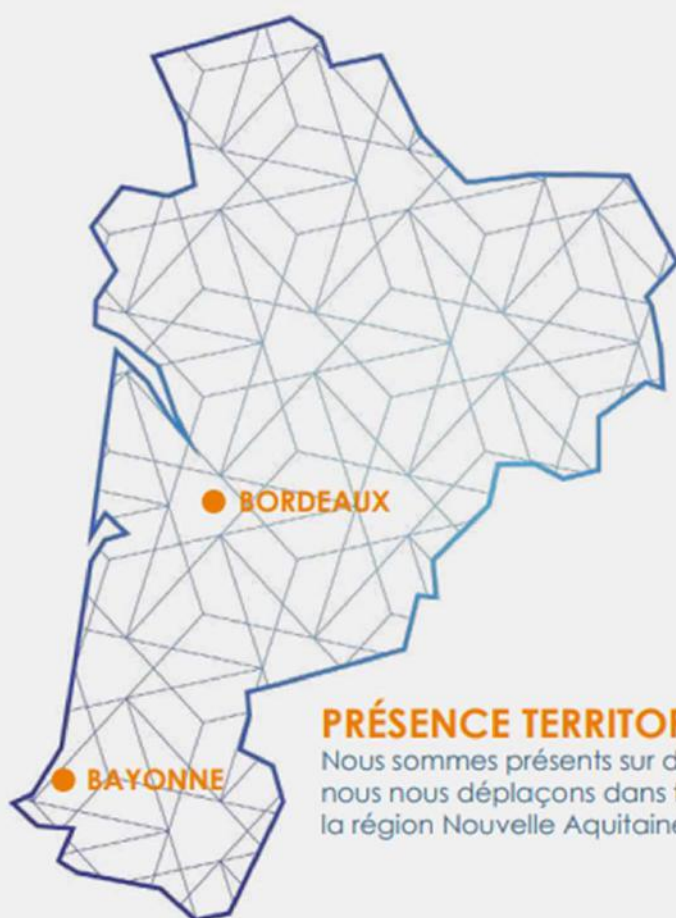 BORDEAUX
BAYONNE
PRÉSENCE
Nous sommes présents sur
nous nous déplaçons dans
la région Nouvelle Aquitaine